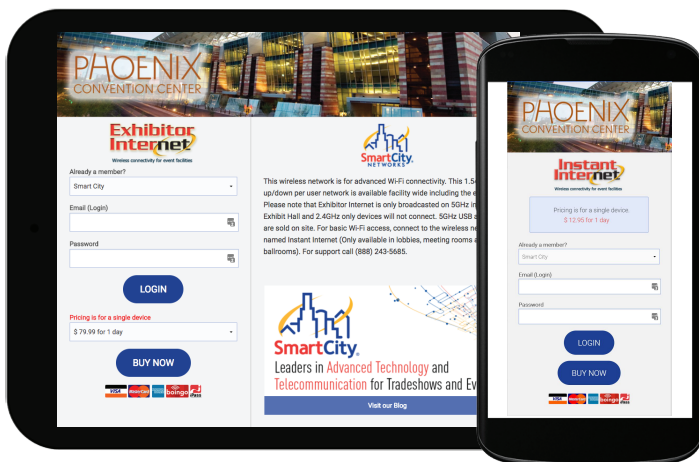 PHOENIX
CONVENTION CENTER
Exhibitor
Internet
Wireless connectivity for event facilities
Already a member?
Smart City
Email (Login)
Password
LOGIN
Pricing is for a single device
$ 79.99 for 1 day
BUY NOW
VISA MasterCard boingo iPass
SmartCity.
NETWORKS
This wireless network is for advanced Wi-Fi connectivity. This 1.5
up/down per user network is available facility wide including the e
Please note that Exhibitor Internet is only broadcasted on 5GHz in
Exhibit Hall and 2.4GHz only devices will not connect. 5GHz USB a
are sold on site. For basic Wi-Fi access, connect to the wireless ne
named Instant Internet (Only available in lobbies, meeting rooms a
ballrooms). For support call (888) 243-5685.
SmartCity.
Leaders in Advanced Technology and
Telecommunication for Tradeshows and Ev
Visit our Blog
PHOENIX
CONVENTION CENTER
Instant
Internet
Wireless connectivity for event facilities
Pricing is for a single device
$ 12.95 for 1 day
Already a member?
Smart City
Email (Login)
Password
LOGIN
BUY NOW
VISA MasterCard boingo iPass